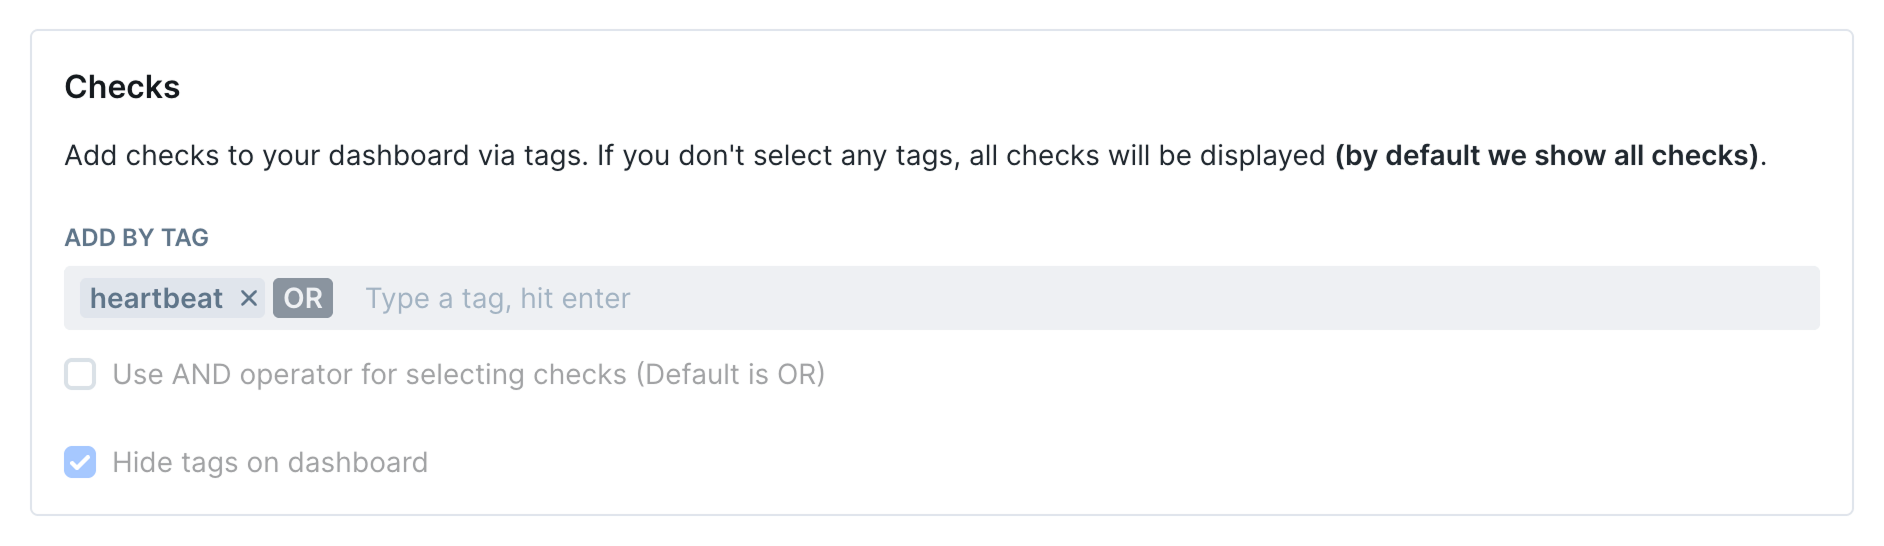 Checks
Add checks to your dashboard via tags. If you don't select any tags, all checks will be displayed (by default we show all checks).
ADD BY TAG
heartbeat × OR Type a tag, hit enter
Use AND operator for selecting checks (Default is OR)
Hide tags on dashboard